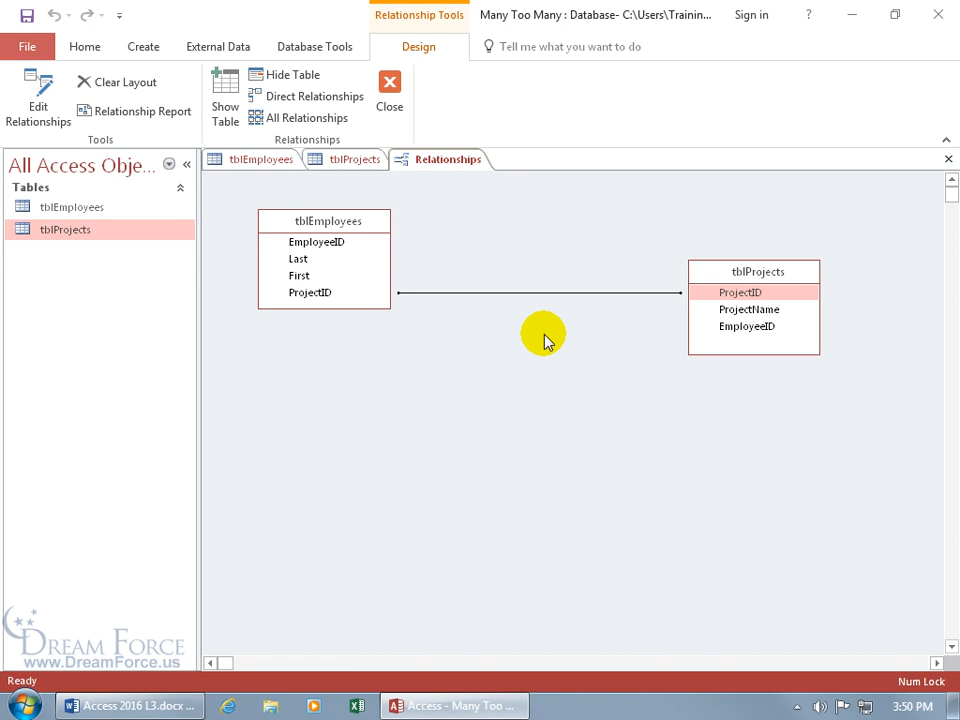 Relationship Tools
Many Too Many : Database- C:\Users\Trainin...
Sign in
?
File
Home
Create
External Data
Database Tools
Design
Tell me what you want to do
Edit Relationships
Clear Layout
Relationship Report
Tools
Show Table
Hide Table
Direct Relationships
All Relationships
Close
Relationships
All Access Obje...
Tables
tblEmployees
tblProjects
tblEmployees
tblProjects
Relationships
tblEmployees
EmployeeID
Last
First
ProjectID
tblProjects
ProjectID
ProjectName
EmployeeID
DREAM FORCE
www.DreamForce.us
Ready
Num Lock
Access 2016 L3.docx ...
Access - Many Too ...
3:50 PM